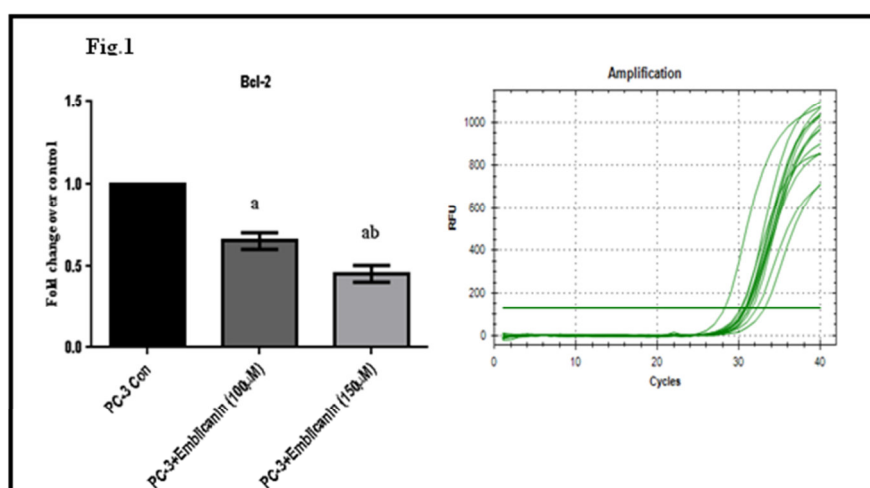 Fig.1
Bcl-2
Fold change over control
1.5
1.0
0.5
0.0
a
ab
PC-3 Con
PC-3+Emblicanin (100µM)
PC-3+Emblicanin (150µM)
Amplification
RFU
1000
800
600
400
200
0
0 10 20 30 40
Cycles